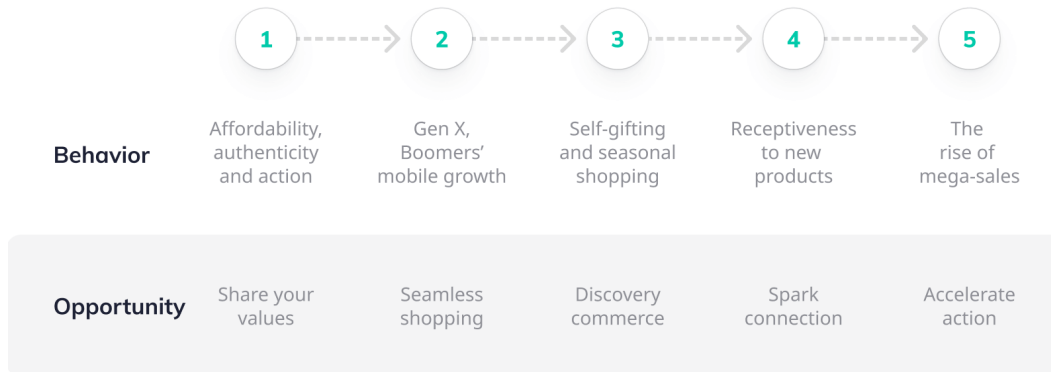 1
2
3
4
5
Behavior
Affordability,
authenticity
and action
Gen X,
Boomers’
mobile growth
Self-gifting
and seasonal
shopping
Receptiveness
to new
products
The
rise of
mega-sales
Opportunity
Share your
values
Seamless
shopping
Discovery
commerce
Spark
connection
Accelerate
action